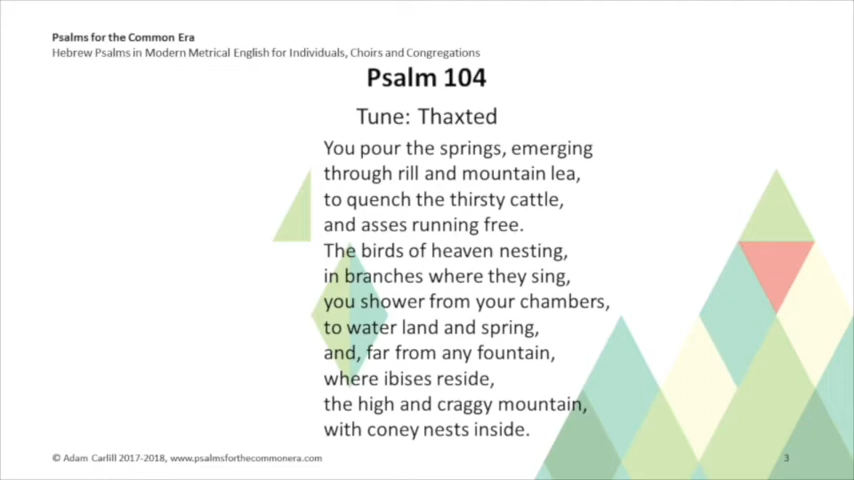 Psalms for the Common Era
Hebrew Psalms in Modern Metrical English for Individuals, Choirs and Congregations
Psalm 104
Tune: Thaxted
You pour the springs, emerging
through rill and mountain lea,
to quench the thirsty cattle,
and asses running free.
The birds of heaven nesting,
in branches where they sing,
you shower from your chambers,
to water land and spring,
and, far from any fountain,
where ibises reside,
the high and craggy mountain,
with coney nests inside.
© Adam Carlill 2017-2018, www.psalmsforthecommonera.com
3